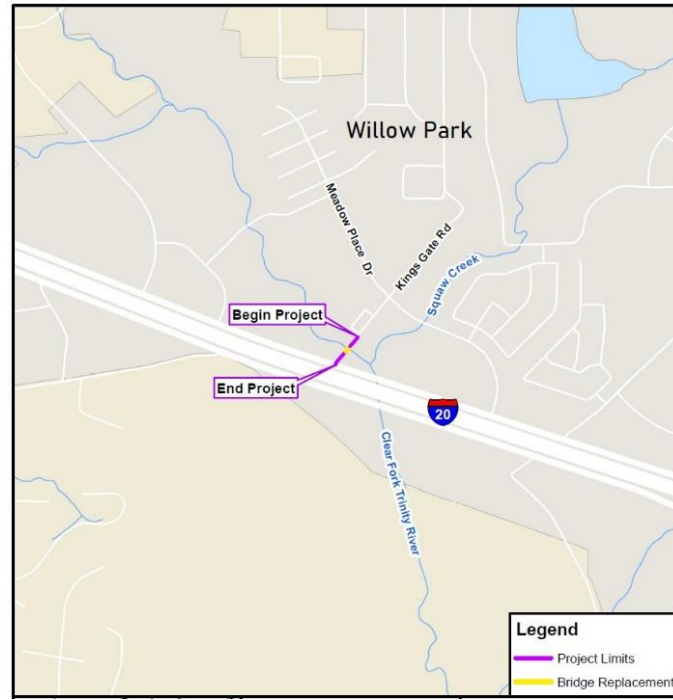 Willow Park
Meadow Place Dr
Kings Gate Rd
Squaw Creek
Begin Project
End Project
20
Clear Fork Trinity River
Legend
Project Limits
Bridge Replacement